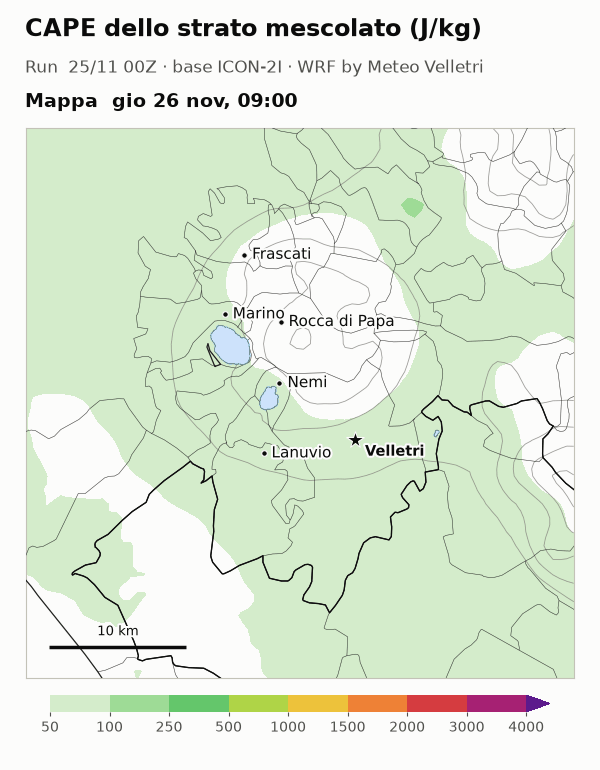 CAPE dello strato mescolato (J/kg)
Run 25/11 00Z · base ICON-2I · WRF by Meteo Velletri
Mappa gio 26 nov, 09:00
Frascati
Marino
Rocca di Papa
Nemi
Velletri
Lanuvio
10 km
50 100 250 500 1000 1500 2000 3000 4000